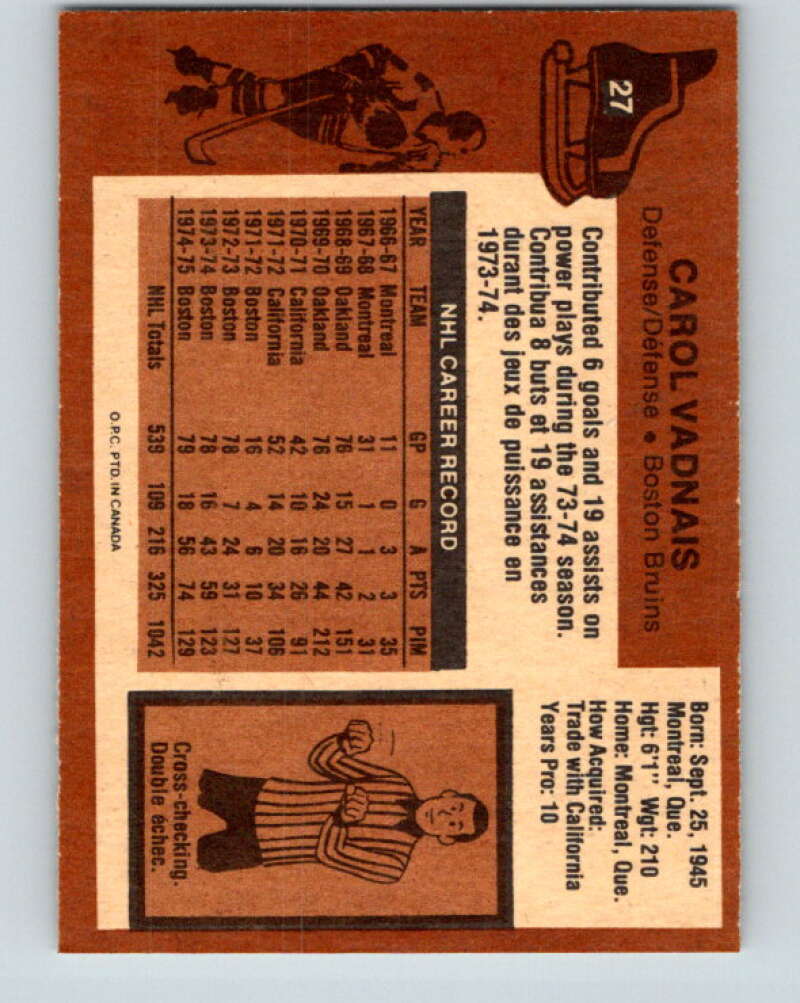 27
CAROL VADNAIS
Defense/Défense • Boston Bruins
Born: Sept. 25, 1945
Montreal, Que.
Hgt: 6'1" Wgt: 210
Home: Montreal, Que.
How Acquired:
Trade with California
Years Pro: 10
Contributed 6 goals and 19 assists on
power plays during the 73-74 season.
Contribua 8 buts et 19 assistances
durant des jeux de puissance en
1973-74.
NHL CAREER RECORD
YEAR TEAM GP G A PTS PIM
1966-67 Montreal 11 0 3 3 35
1967-68 Montreal 31 1 1 2 31
1968-69 Oakland 76 15 27 42 151
1969-70 Oakland 76 24 20 44 212
1970-71 California 42 10 16 26 91
1971-72 California 52 14 20 34 106
1971-72 Boston 16 4 6 10 37
1972-73 Boston 78 7 24 31 127
1973-74 Boston 78 16 43 59 123
1974-75 Boston 79 18 56 74 129
NHL Totals 539 109 216 325 1042
Cross-checking.
Double échec.
O.P.C. PTD. IN CANADA